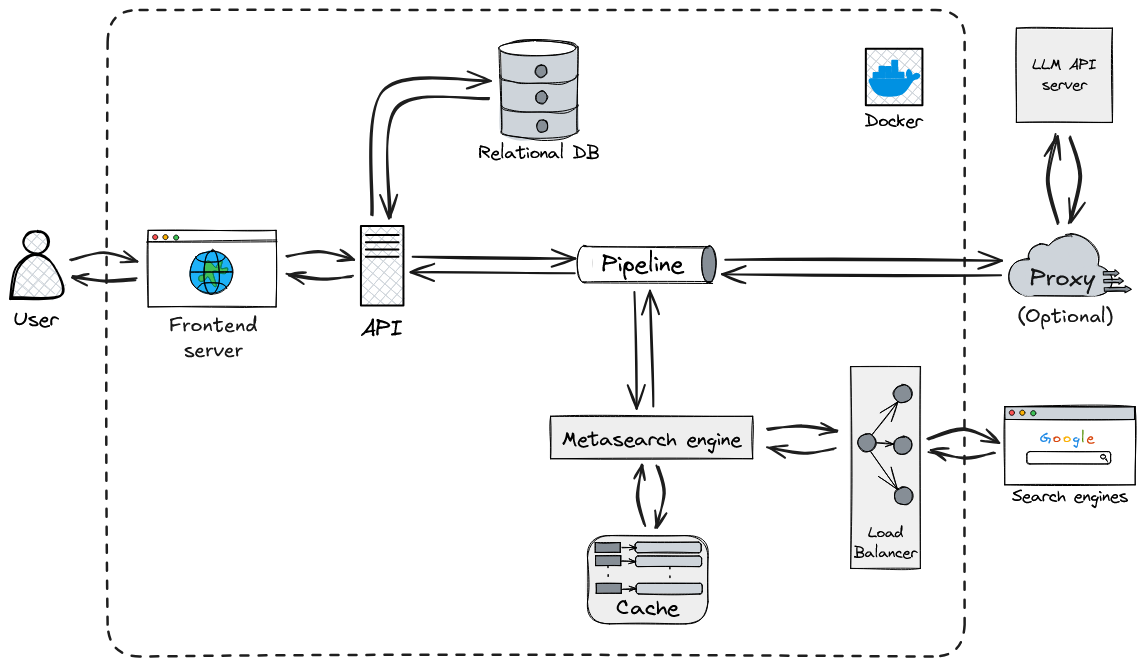 LLM API
server
Docker
Relational DB
User
Frontend
server
API
Pipeline
Proxy
(Optional)
Metasearch engine
Load
Balancer
Google
Search engines
Cache